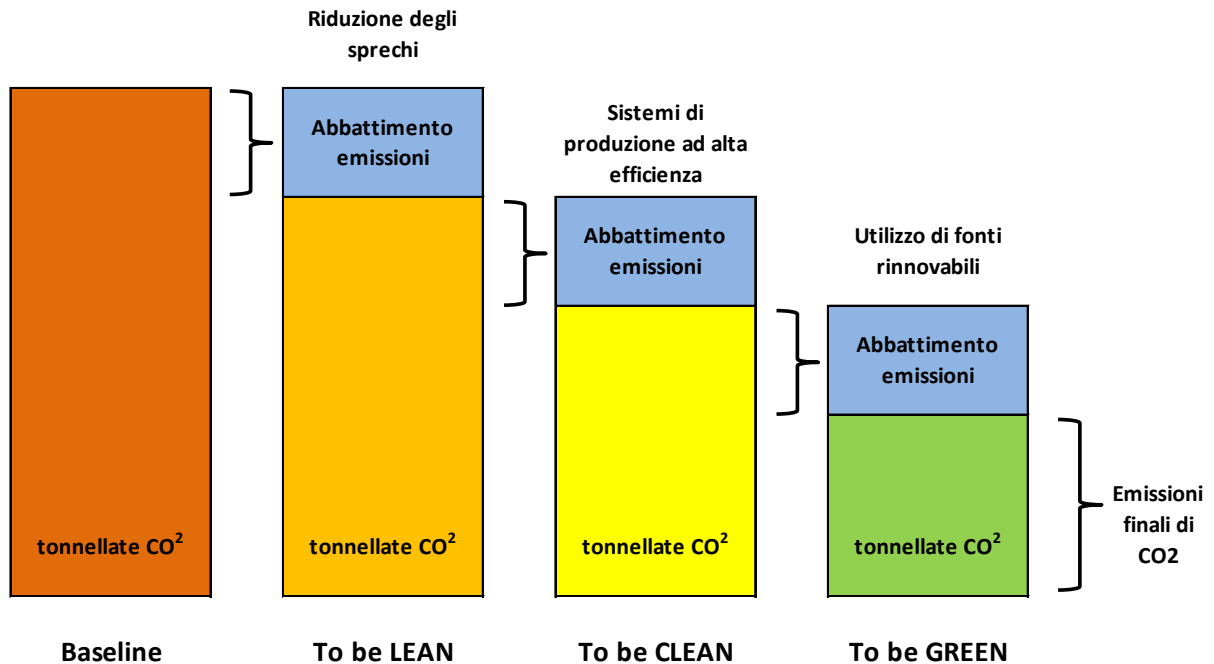 Riduzione degli
sprechi
Abbattimento
emissioni
Sistemi di
produzione ad alta
efficienza
Abbattimento
emissioni
Utilizzo di fonti
rinnovabili
Abbattimento
emissioni
tonnellate CO²
tonnellate CO²
tonnellate CO²
tonnellate CO²
Emissioni
finali di
CO2
Baseline
To be LEAN
To be CLEAN
To be GREEN